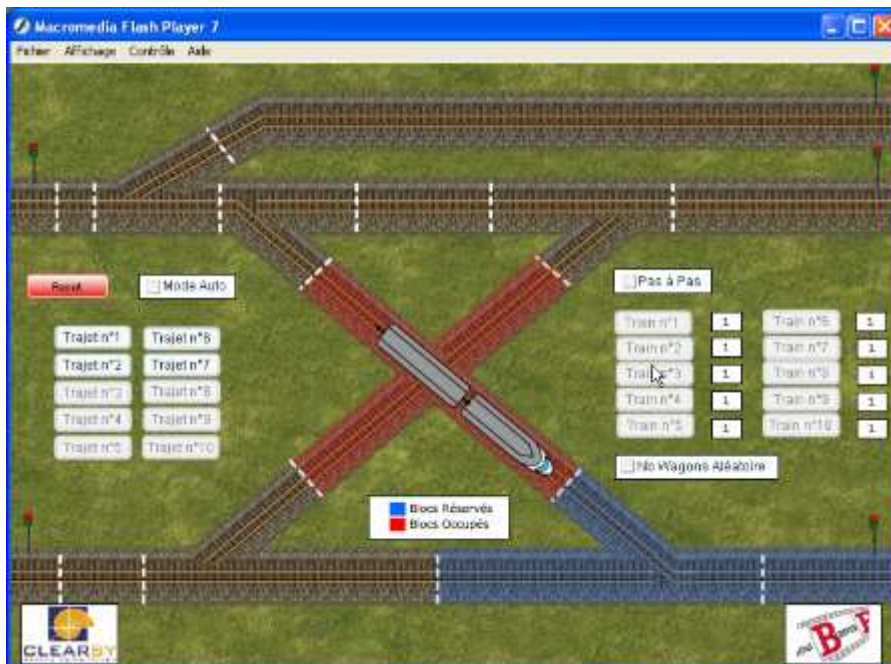 Macromedia Flash Player 7
Fichier Affichage Contrôle Aide
Reset
Mode Auto
Pas à Pas
Trajet n°1 Trajet n°6
Trajet n°2 Trajet n°7
Trajet n°3 Trajet n°8
Trajet n°4 Trajet n°9
Trajet n°5 Trajet n°10
Train n°1 1 Train n°6 1
Train n°2 1 Train n°7 1
Train n°3 1 Train n°8 1
Train n°4 1 Train n°9 1
Train n°5 1 Train n°10 1
Nb Wagons Aléatoire
Blocs Réservés
Blocs Occupés
CLEARSY